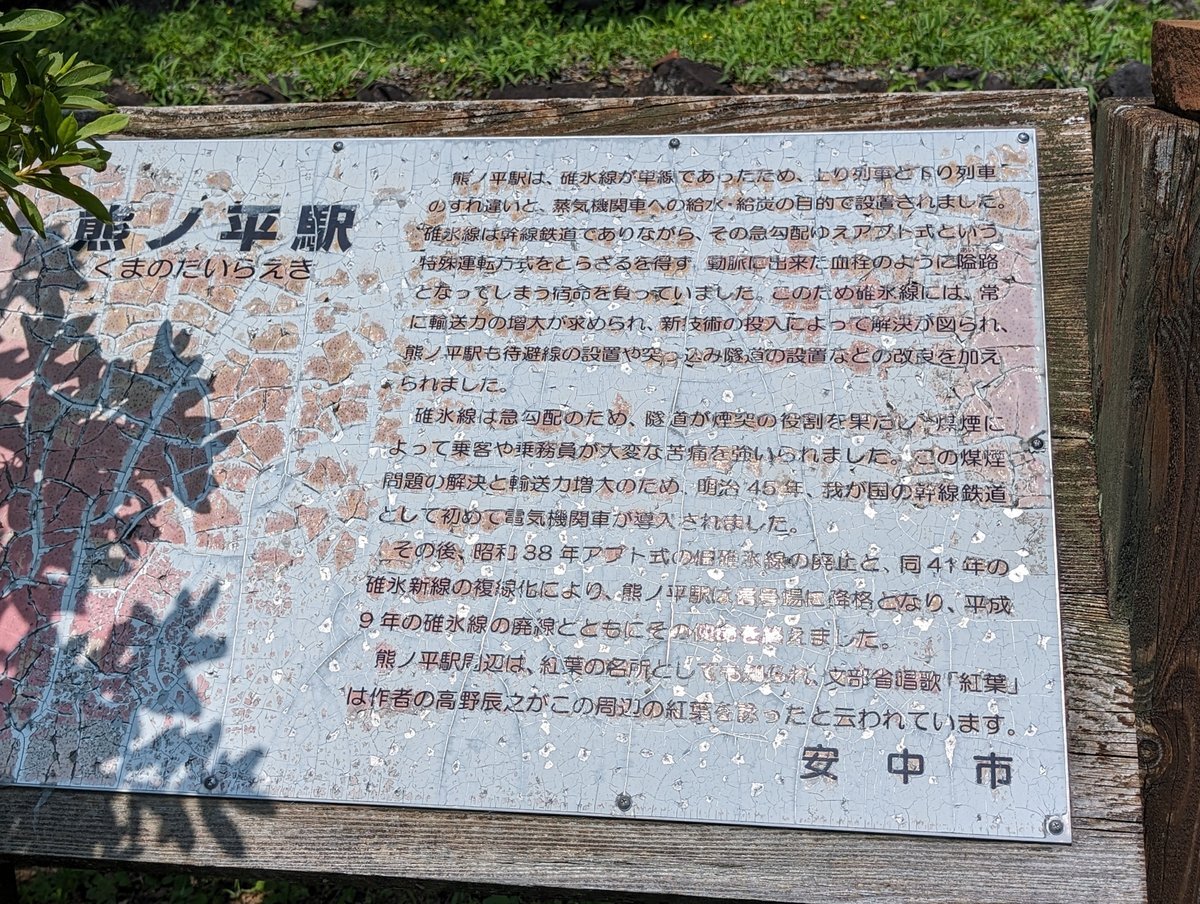 熊ノ平駅
くまのだいらえき
熊ノ平駅は、碓氷線が単線であったため、上り列車と下り列車
のすれ違いと、蒸気機関車への給水・給炭の目的で設置されました。
碓氷線は幹線鉄道でありながら、その急勾配ゆえアプト式という
特殊運転方式をとらざるを得ず、動脈に出来た血栓のように隘路
となってしまう宿命を負っていました。このため碓氷線には、常
に輸送力の増大が求められ、新技術の投入によって解決が図られ、
熊ノ平駅も待避線の設置や突っ込み隧道の設置などの改良を加え
られました。
碓氷線は急勾配のため、隧道が煙突の役割を果たし、煤煙に
よって乗客や乗務員が大変な苦痛を強いられました。この煤煙
問題の解決と輸送力増大のため、明治45年、我が国の幹線鉄道
として初めて電気機関車が導入されました。
その後、昭和38年アプト式の旧碓氷線の廃止と、同41年の
碓氷新線の複線化により、熊ノ平駅は信号場に降格となり、平成
9年の碓氷線の廃線とともにその使命を終えました。
熊ノ平駅周辺は、紅葉の名所としても知られ、文部省唱歌「紅葉」
は作者の高野辰之がこの周辺の紅葉を詠ったと云われています。
安中市